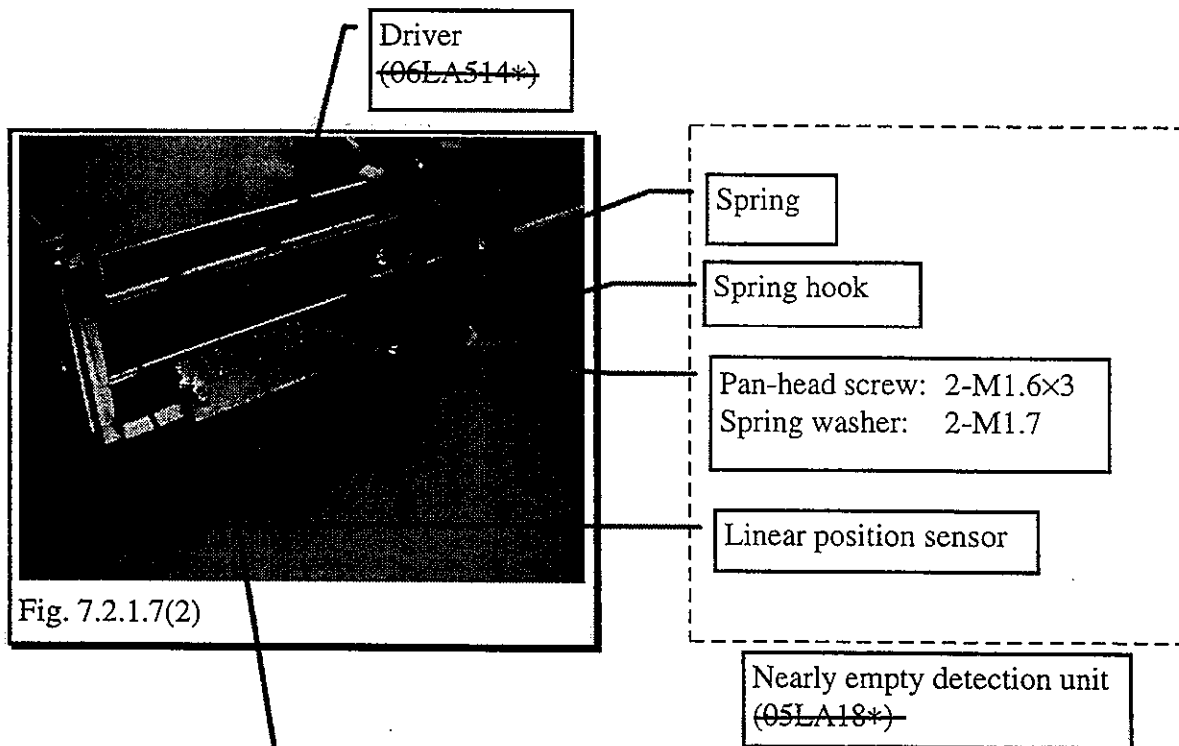 Driver
(06LA514*)
Spring
Spring hook
Pan-head screw: 2-M1.6×3
Spring washer: 2-M1.7
Linear position sensor
Fig. 7.2.1.7(2)
Nearly empty detection unit
(05LA18*)